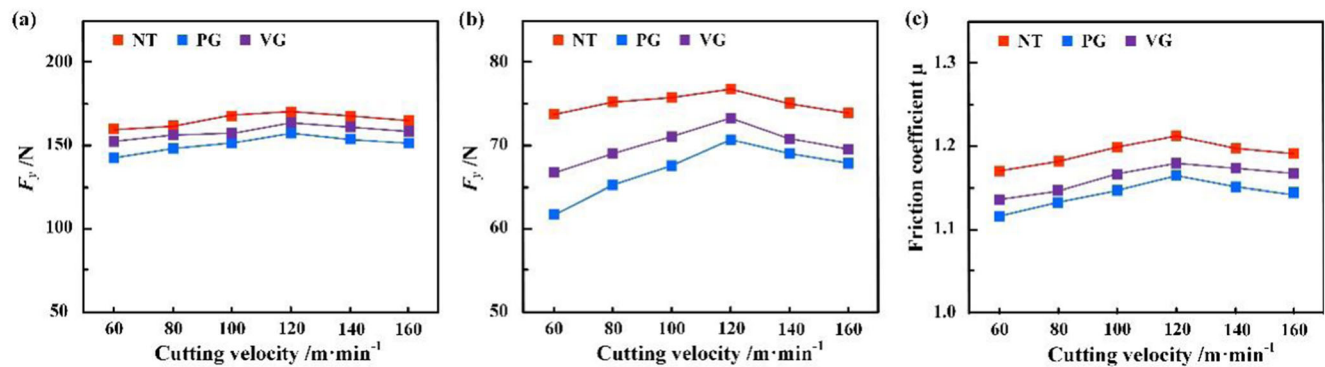 (a)
NT PG VG
200
150
100
50
Fy /N
60 80 100 120 140 160
Cutting velocity /m·min⁻¹
(b)
NT PG VG
80
70
60
50
Fy /N
60 80 100 120 140 160
Cutting velocity /m·min⁻¹
(c)
NT PG VG
1.3
1.2
1.1
1.0
Friction coefficient μ
60 80 100 120 140 160
Cutting velocity /m·min⁻¹